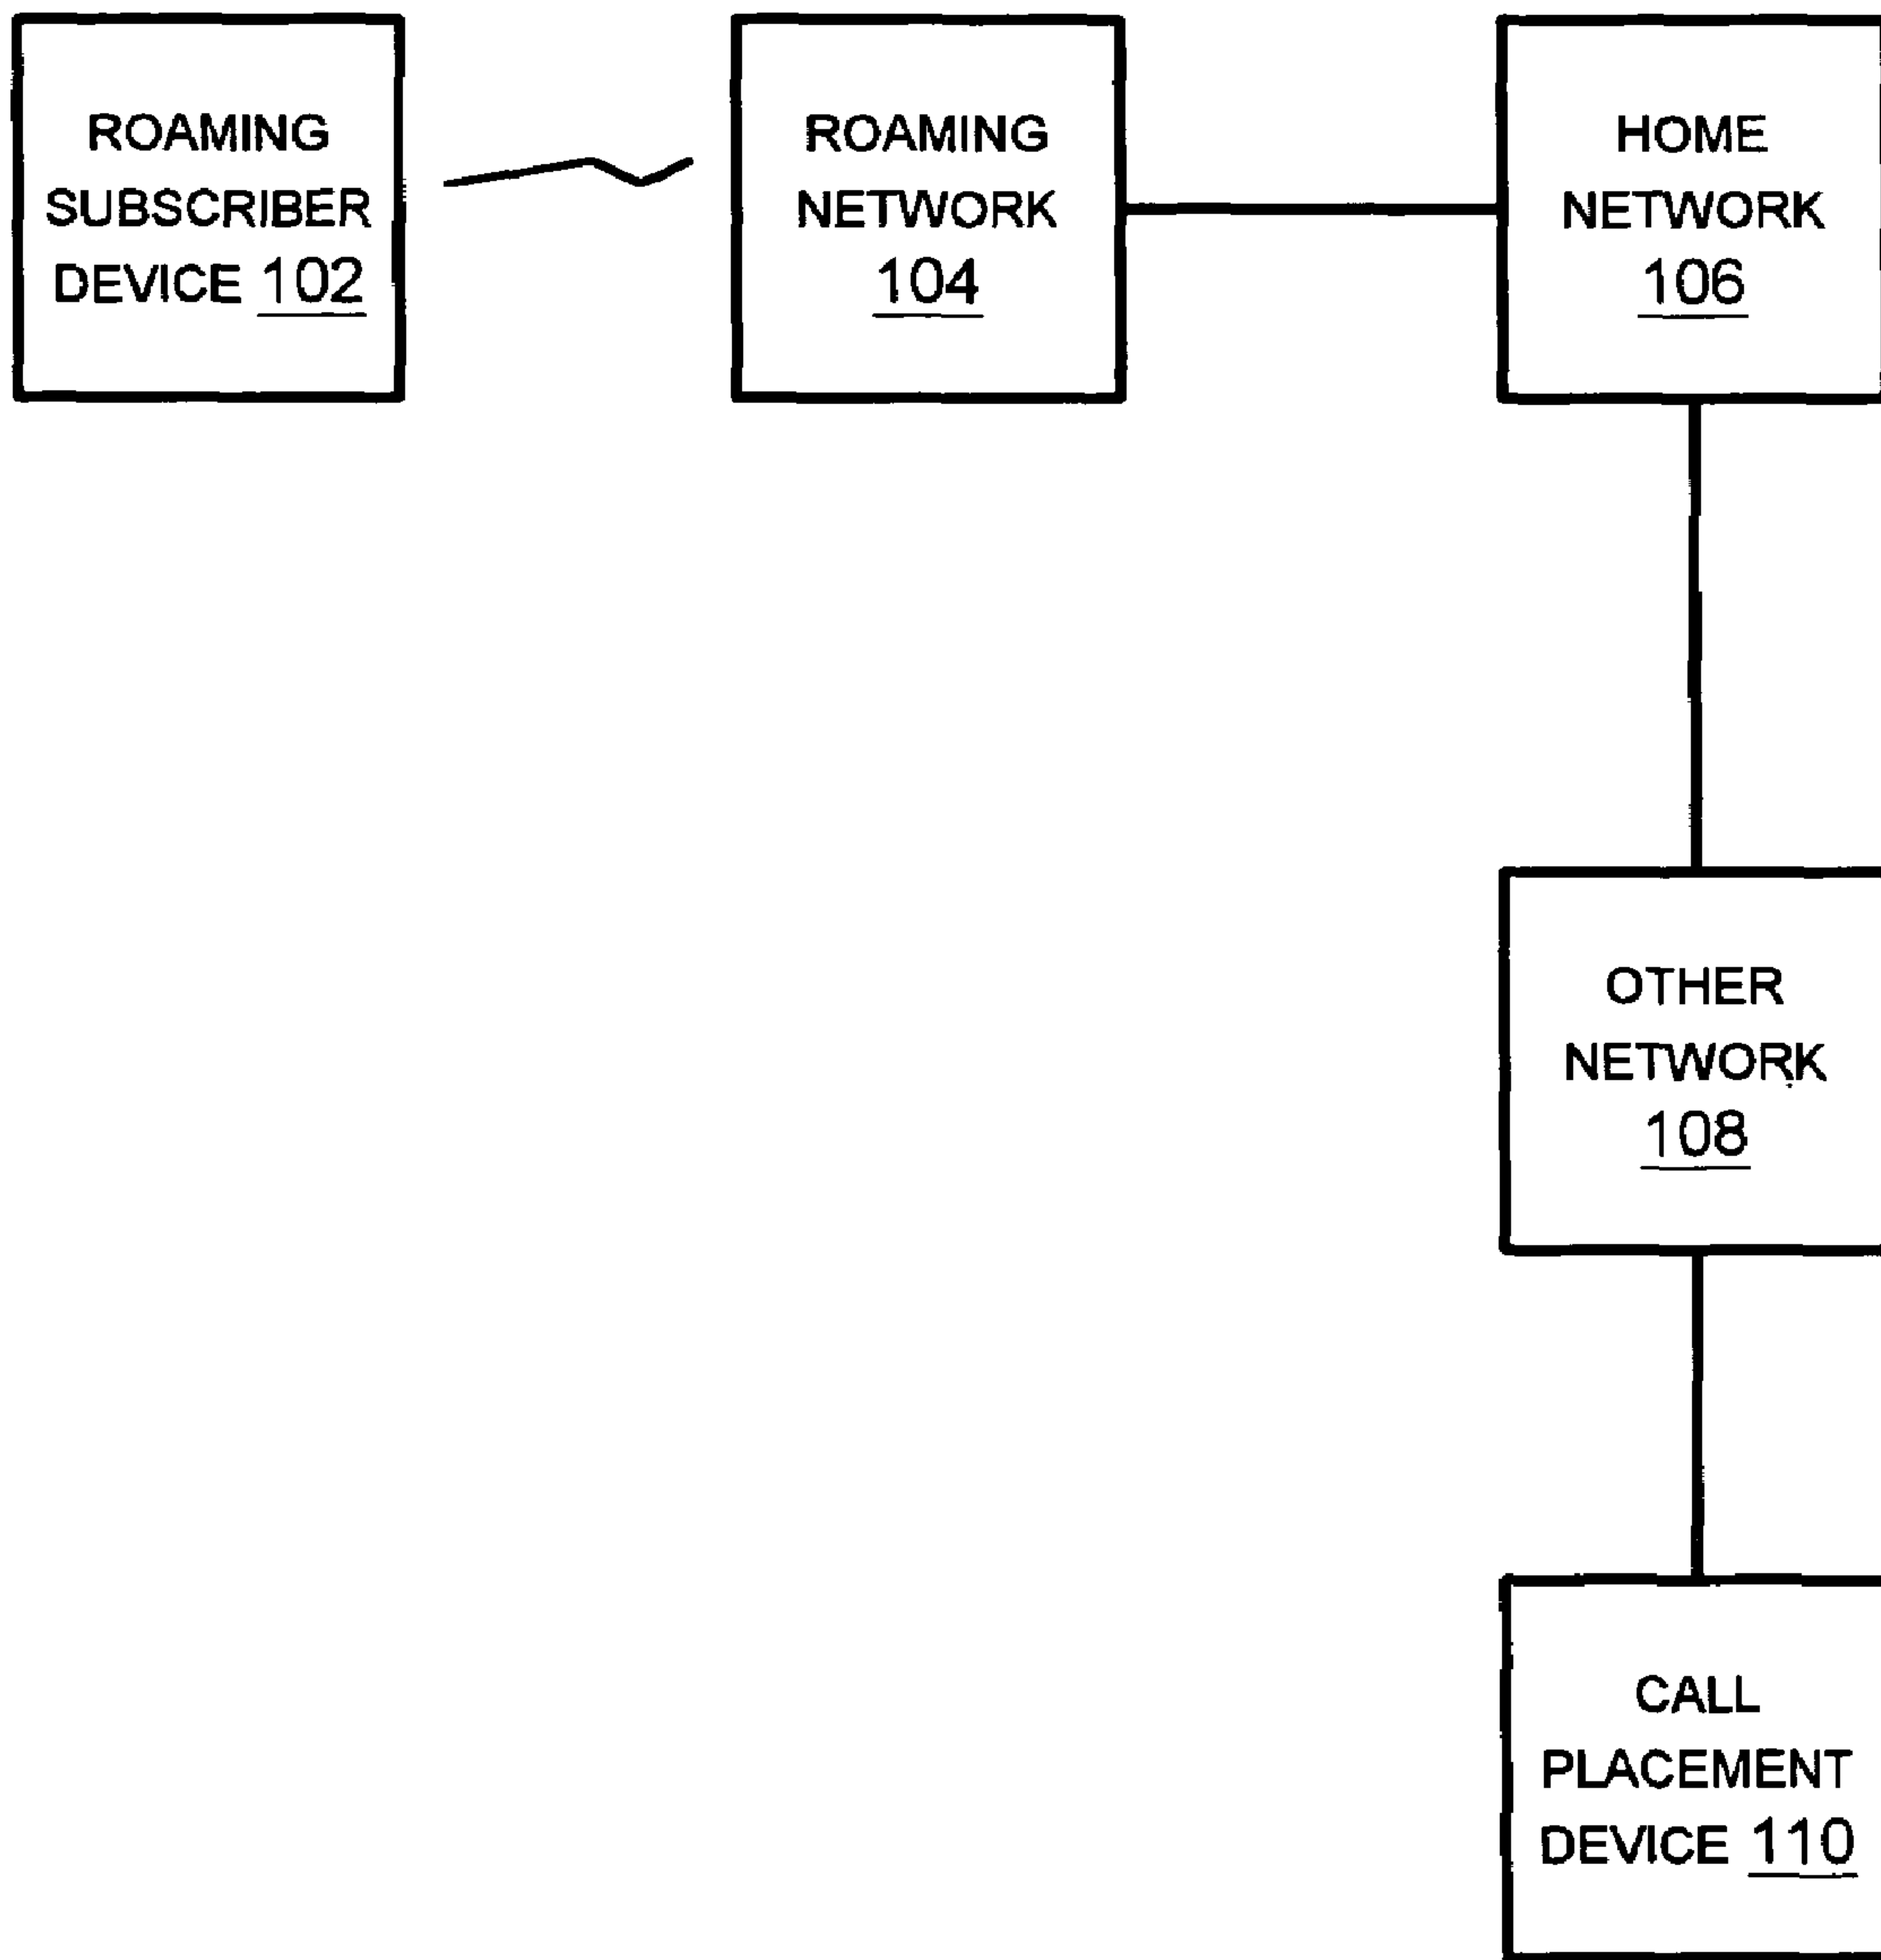 ROAMING
SUBSCRIBER
DEVICE 102
ROAMING
NETWORK
104
HOME
NETWORK
106
OTHER
NETWORK
108
CALL
PLACEMENT
DEVICE 110